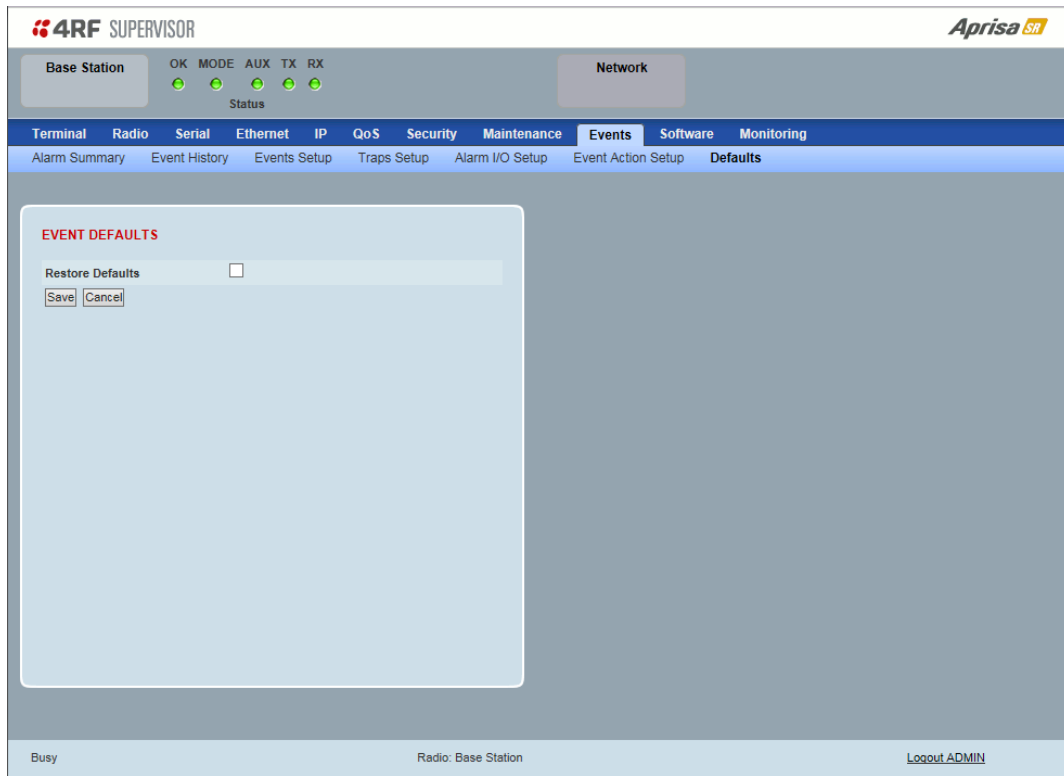 4RF SUPERVISOR
Aprisa SR
Base Station
OK MODE AUX TX RX
Status
Network
Terminal Radio Serial Ethernet IP QoS Security Maintenance Events Software Monitoring
Alarm Summary Event History Events Setup Traps Setup Alarm I/O Setup Event Action Setup Defaults
EVENT DEFAULTS
Restore Defaults
Save Cancel
Busy Radio: Base Station Logout ADMIN